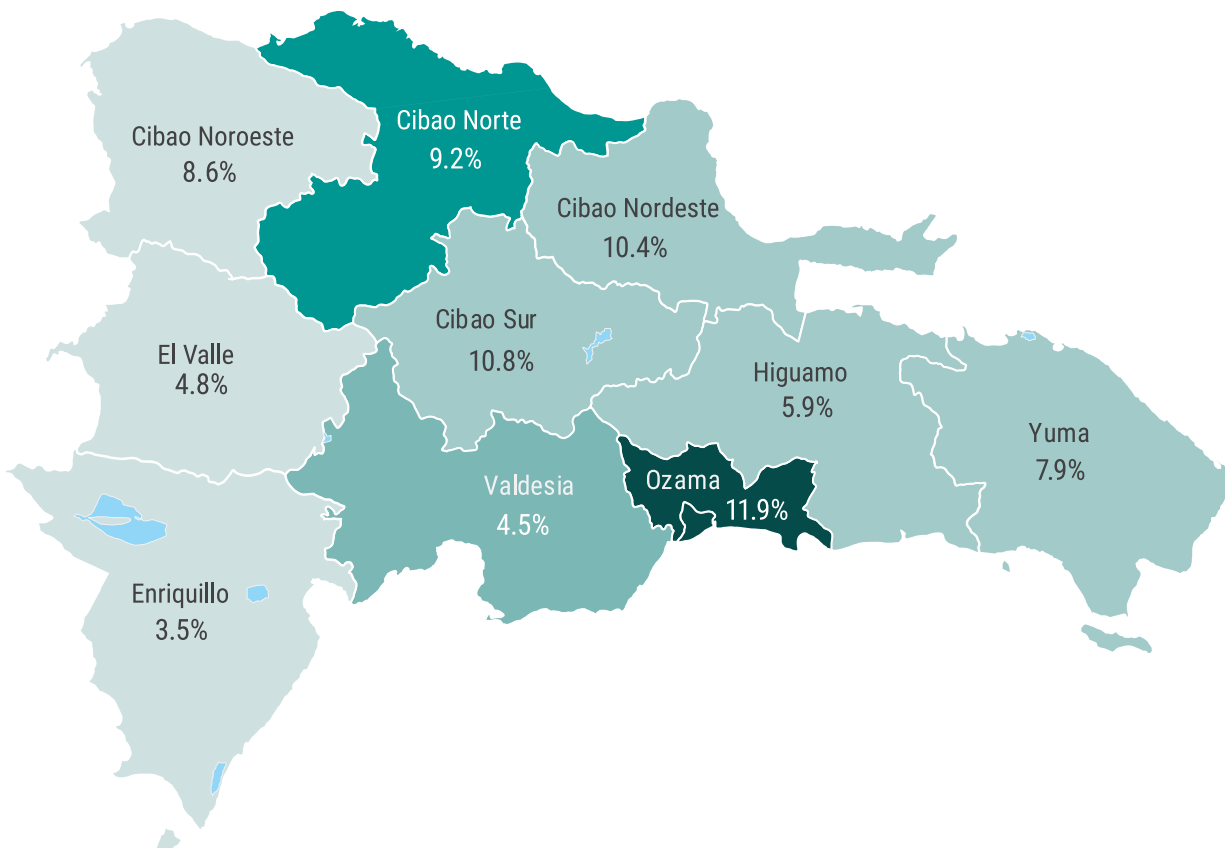 Cibao Noroeste
8.6%
Cibao Norte
9.2%
Cibao Nordeste
10.4%
Cibao Sur
10.8%
El Valle
4.8%
Higuamo
5.9%
Yuma
7.9%
Valdesia
4.5%
Ozama
11.9%
Enriquillo
3.5%